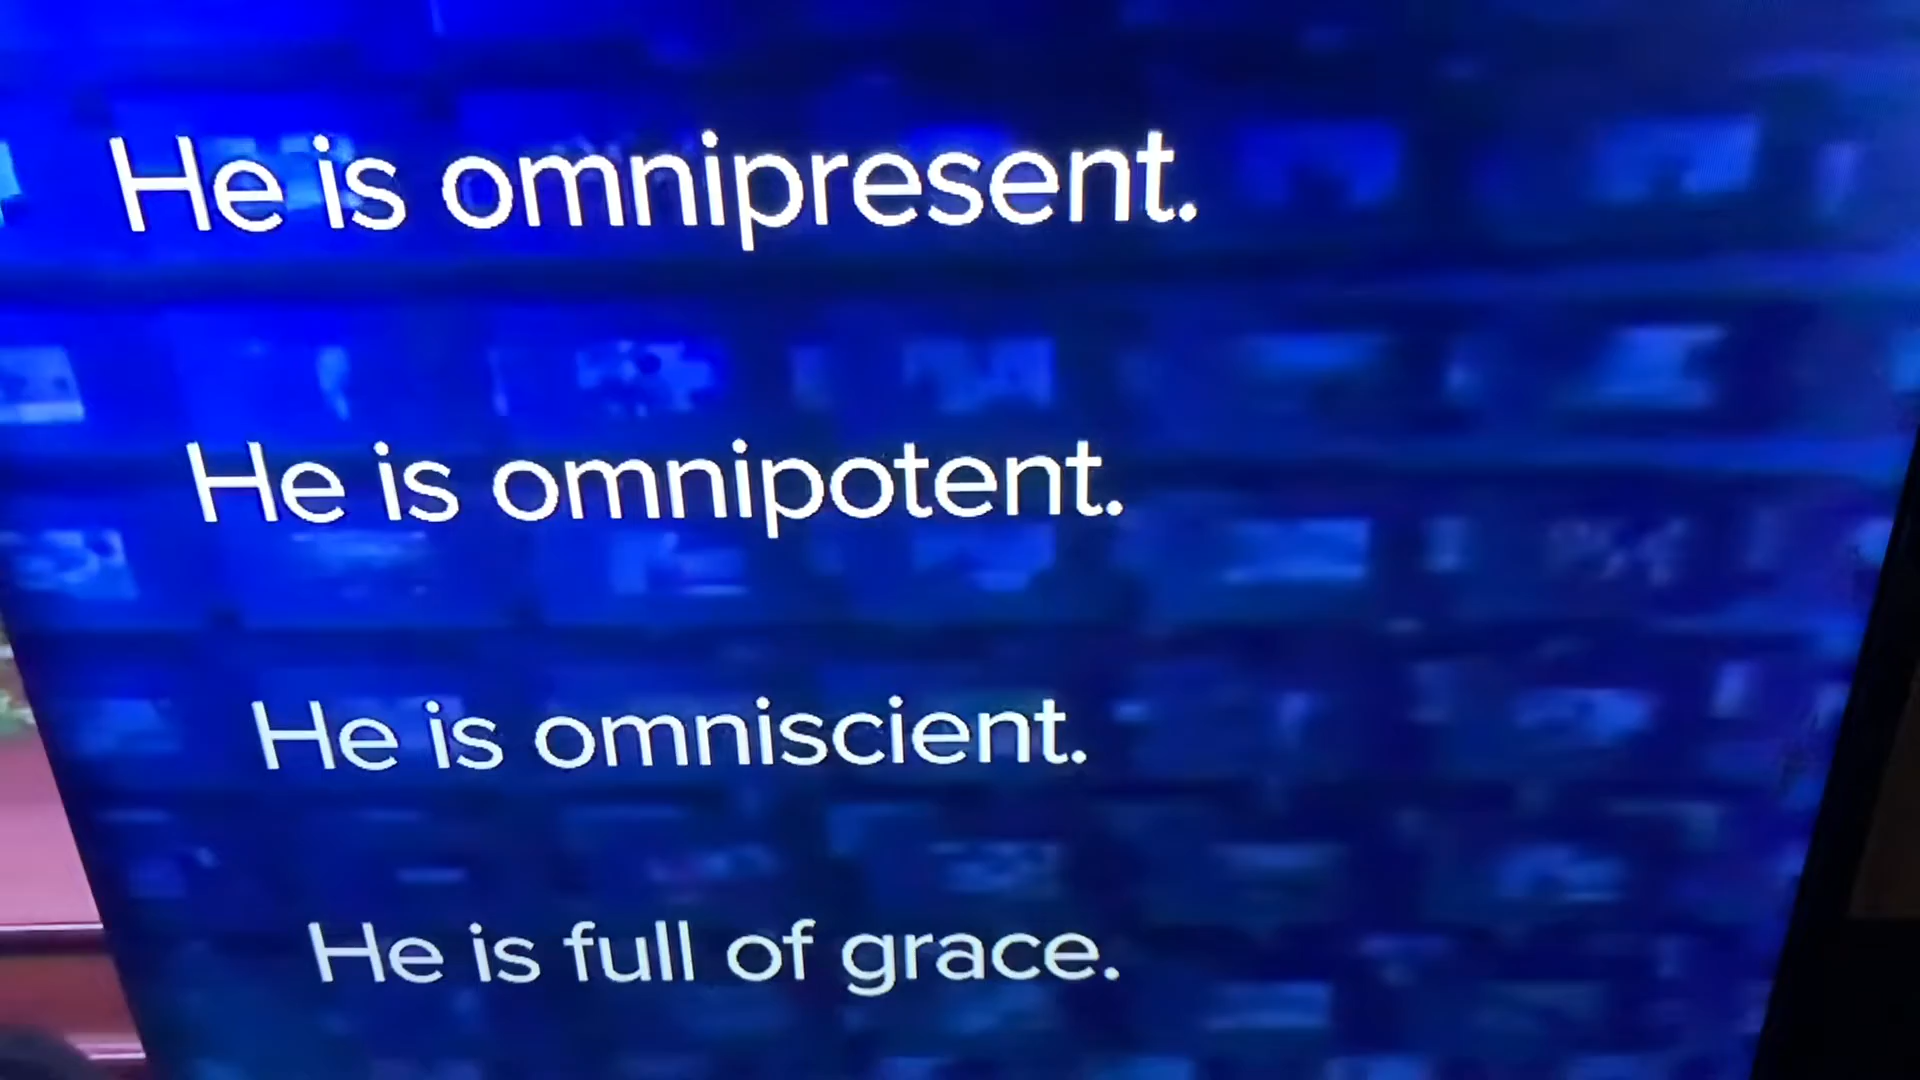 He is omnipresent.
He is omnipotent.
He is omniscient.
He is full of grace.